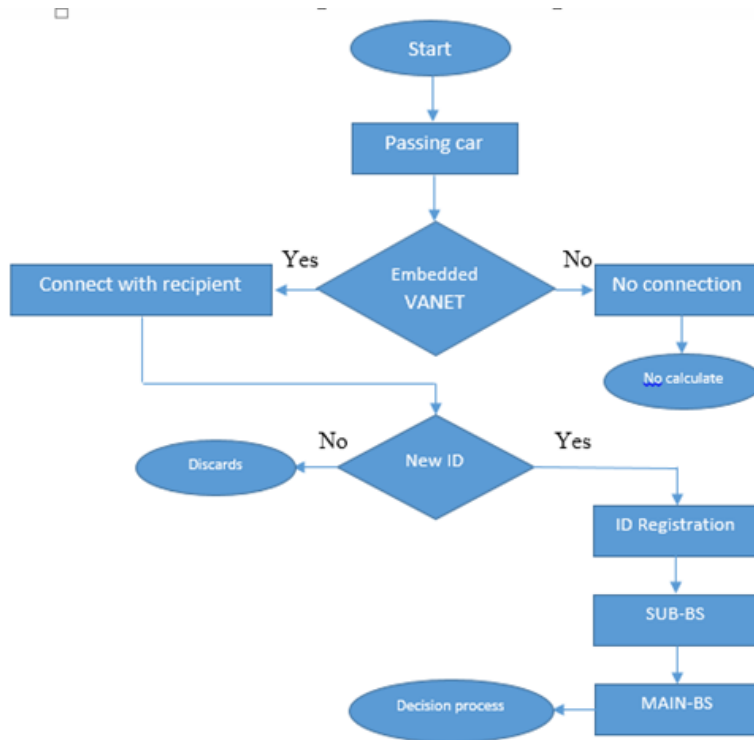 Start
Passing car
Yes
Embedded
VANET
No
Connect with recipient
No connection
No calculate
No
New ID
Yes
Discards
ID Registration
SUB-BS
Decision process
MAIN-BS